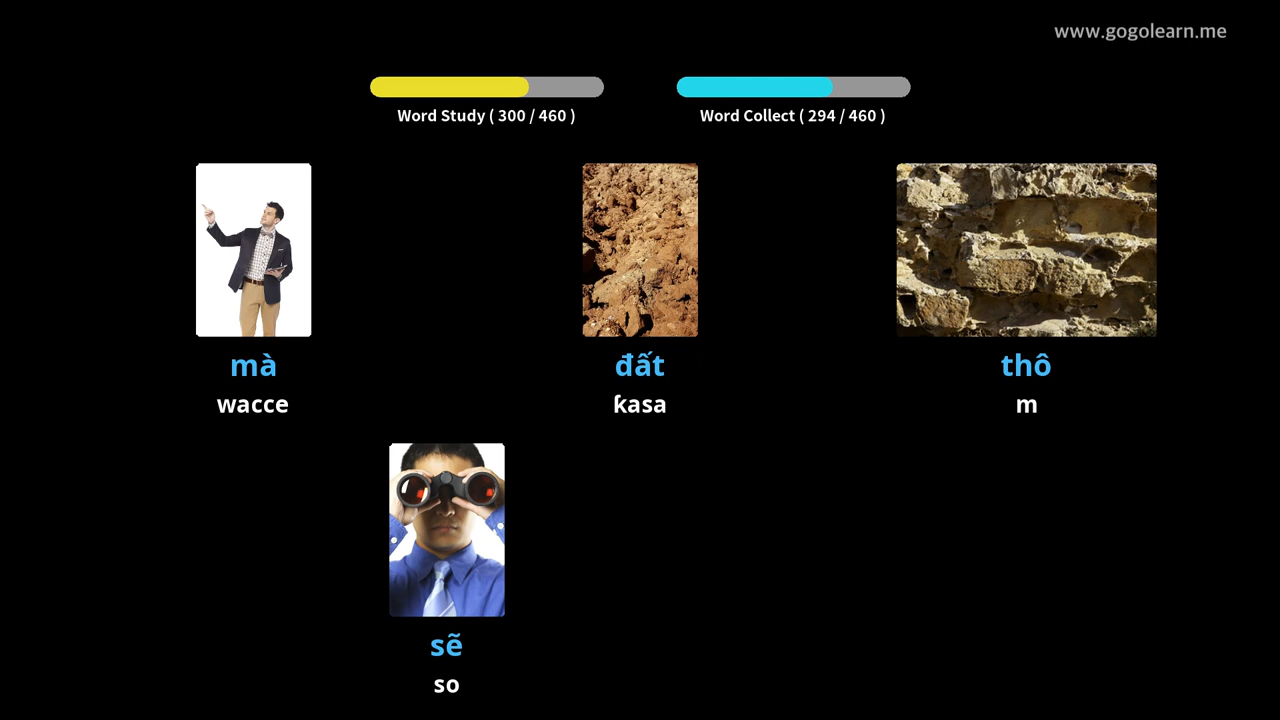 www.gogolearn.me
Word Study ( 300 / 460 )
Word Collect ( 294 / 460 )
mà
wacce
đất
ƙasa
thô
m
sẽ
so